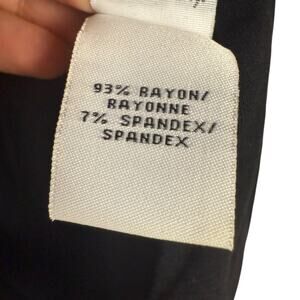 93% RAYON/
RAYONNE
7% SPANDEX/
SPANDEX